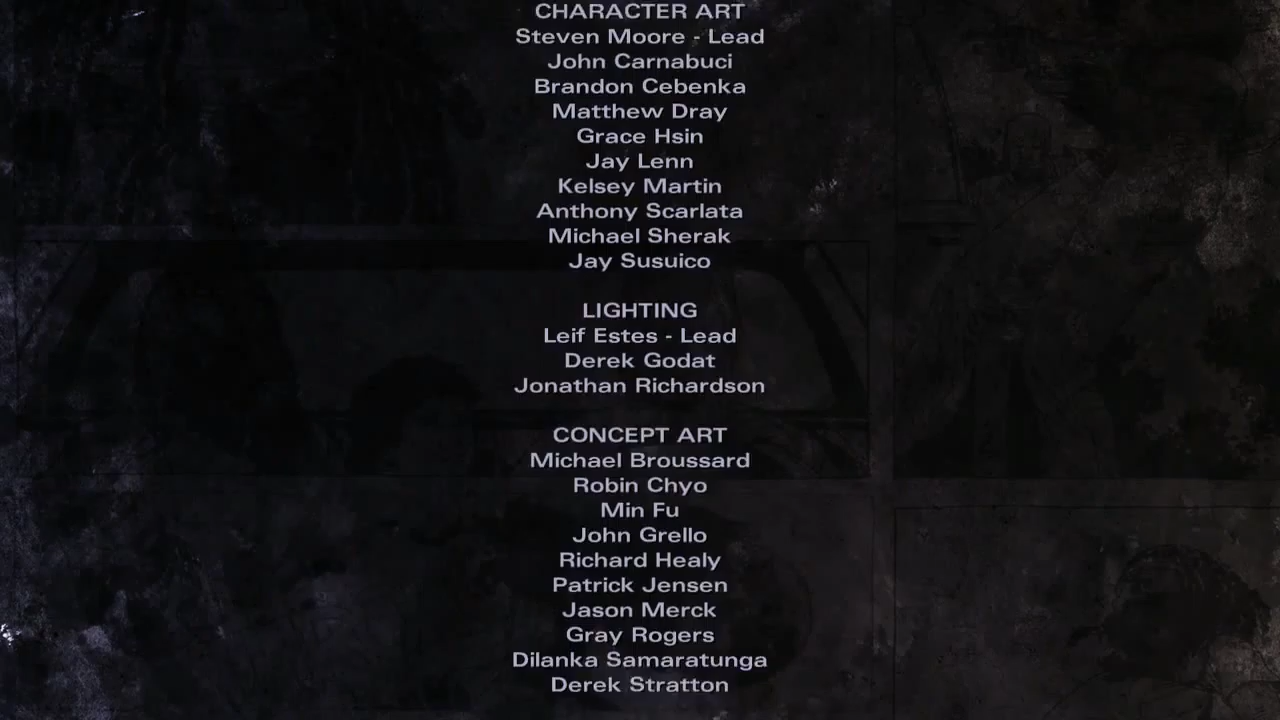 CHARACTER ART
Steven Moore - Lead
John Carnabuci
Brandon Cebenka
Matthew Dray
Grace Hsin
Jay Lenn
Kelsey Martin
Anthony Scarlata
Michael Sherak
Jay Susuico
LIGHTING
Leif Estes - Lead
Derek Godat
Jonathan Richardson
CONCEPT ART
Michael Broussard
Robin Chyo
Min Fu
John Grello
Richard Healy
Patrick Jensen
Jason Merck
Gray Rogers
Dilanka Samaratunga
Derek Stratton